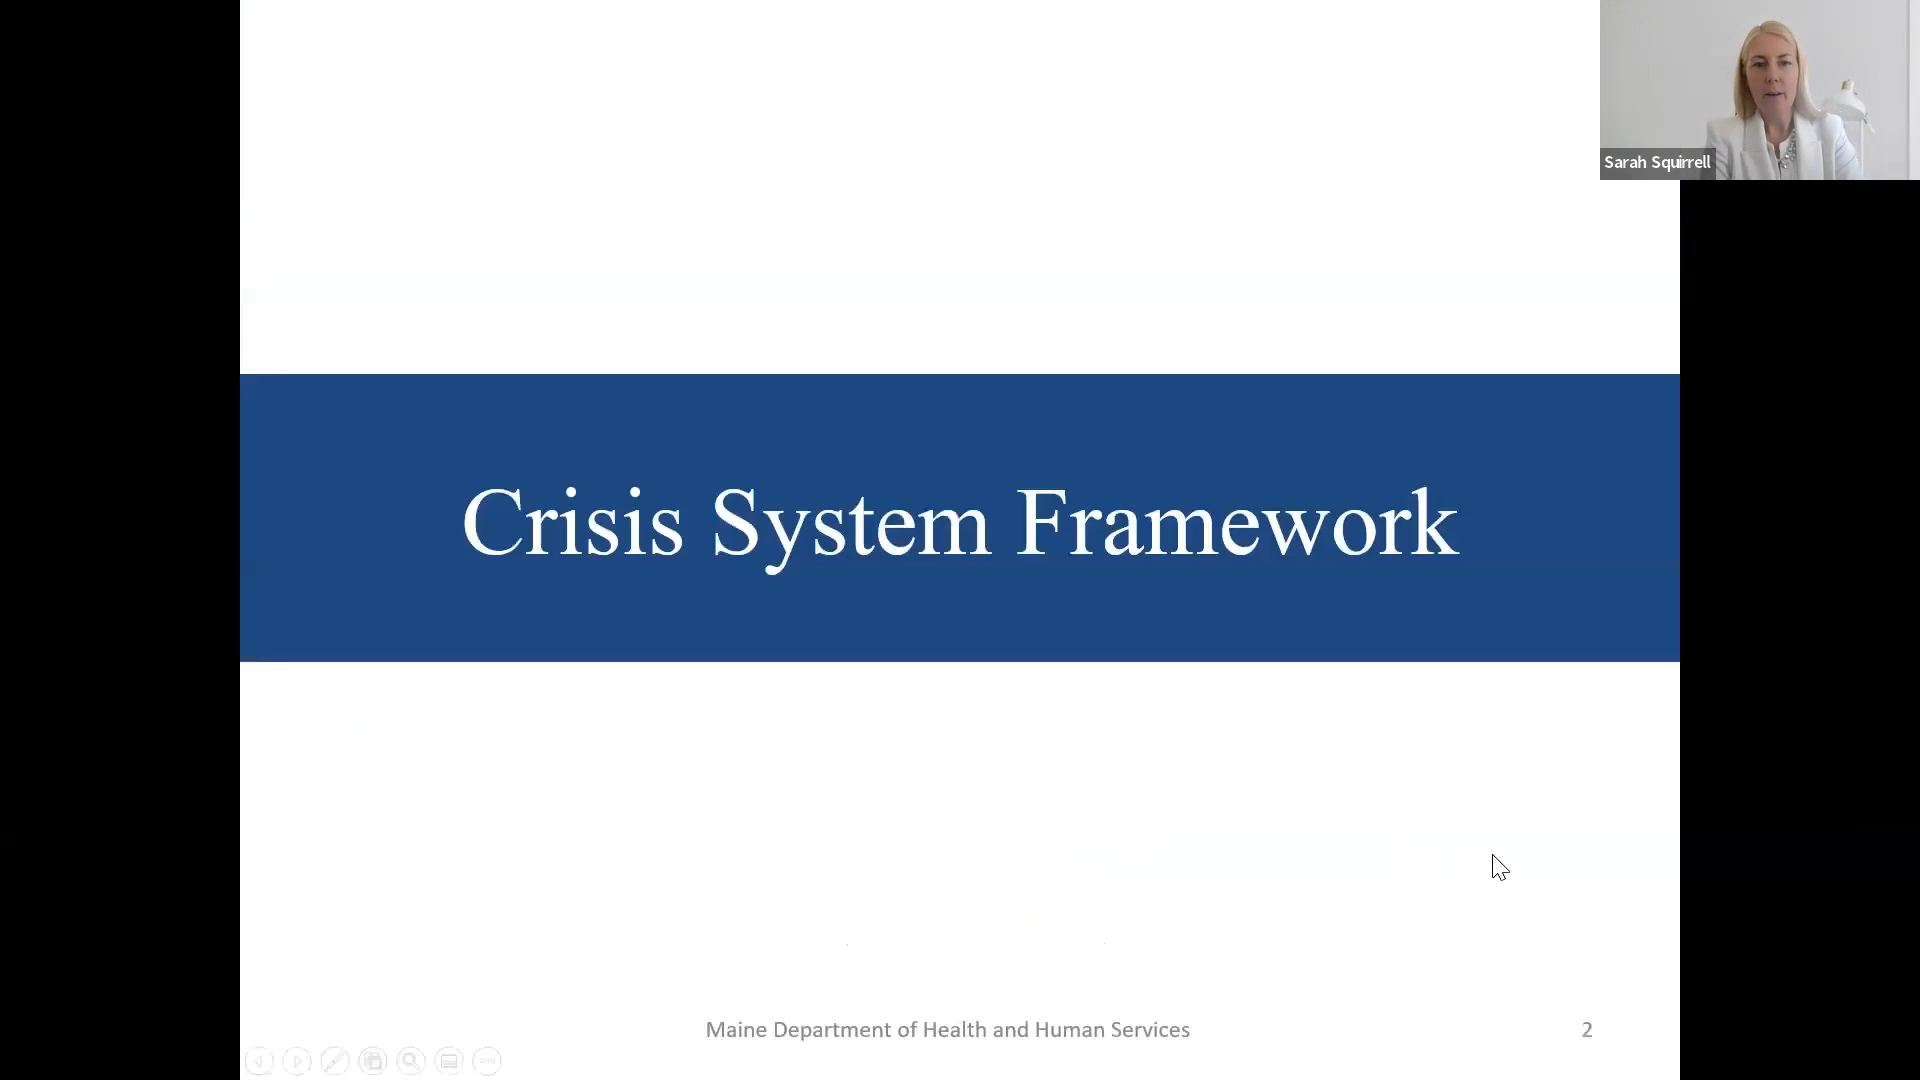 Sarah Squirrell
Crisis System Framework
Maine Department of Health and Human Services
2